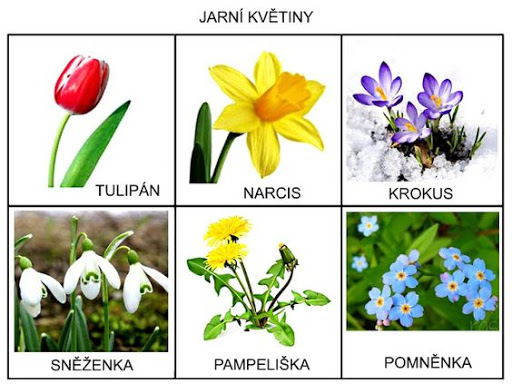 JARNÍ KVĚTINY
TULIPÁN
NARCIS
KROKUS
SNĚŽENKA
PAMPELIŠKA
POMNĚNKA